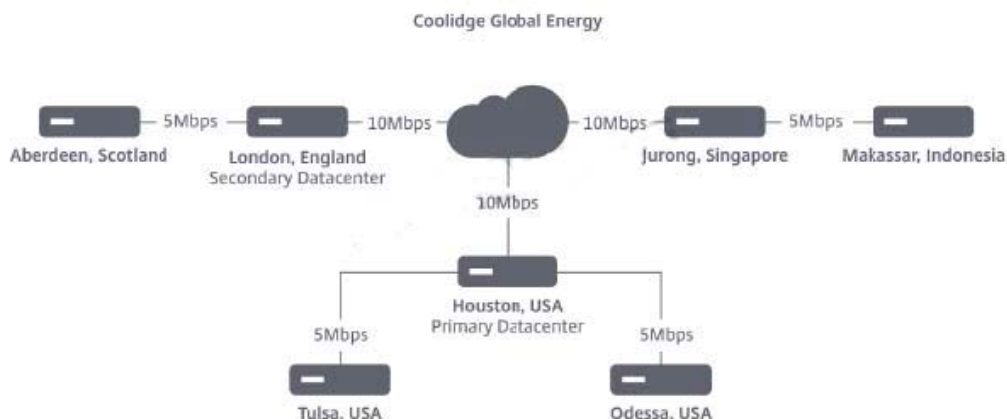 Coolidge Global Energy
5Mbps
10Mbps
10Mbps
5Mbps
Aberdeen, Scotland
London, England
Secondary Datacenter
Jurong, Singapore
Makassar, Indonesia
10Mbps
Houston, USA
Primary Datacenter
5Mbps
5Mbps
Tulsa, USA
Odessa, USA